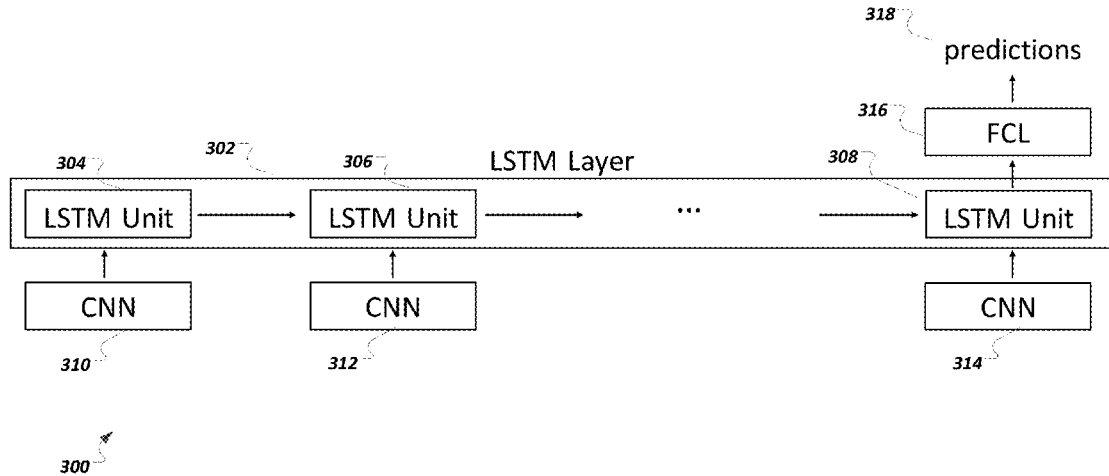 318
predictions
316
FCL
304
302
306
LSTM Layer
308
LSTM Unit
LSTM Unit
...
LSTM Unit
CNN
CNN
CNN
310
312
314
300